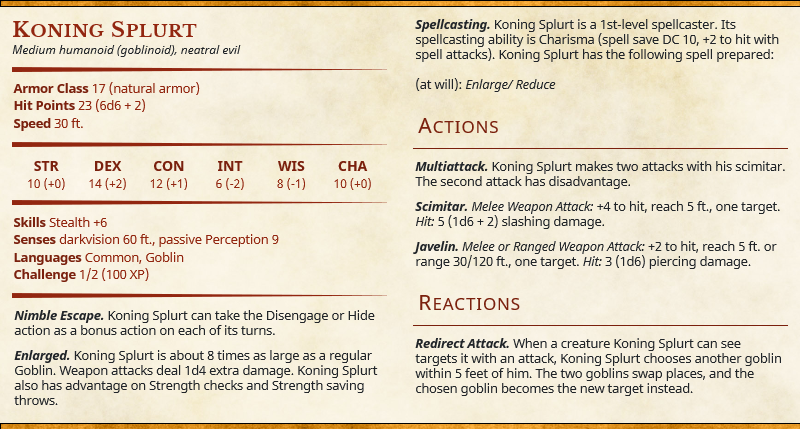 Koning Splurt
Medium humanoid (goblinoid), neatral evil
Armor Class 17 (natural armor)
Hit Points 23 (6d6 + 2)
Speed 30 ft.
STR DEX CON INT WIS CHA
10 (+0) 14 (+2) 12 (+1) 6 (-2) 8 (-1) 10 (+0)
Skills Stealth +6
Senses darkvision 60 ft., passive Perception 9
Languages Common, Goblin
Challenge 1/2 (100 XP)
Nimble Escape. Koning Splurt can take the Disengage or Hide
action as a bonus action on each of its turns.
Enlarged. Koning Splurt is about 8 times as large as a regular
Goblin. Weapon attacks deal 1d4 extra damage. Koning Splurt
also has advantage on Strength checks and Strength saving
throws.
Spellcasting. Koning Splurt is a 1st-level spellcaster. Its
spellcasting ability is Charisma (spell save DC 10, +2 to hit with
spell attacks). Koning Splurt has the following spell prepared:
(at will): Enlarge/ Reduce
Actions
Multiattack. Koning Splurt makes two attacks with his scimitar.
The second attack has disadvantage.
Scimitar. Melee Weapon Attack: +4 to hit, reach 5 ft., one target.
Hit: 5 (1d6 + 2) slashing damage.
Javelin. Melee or Ranged Weapon Attack: +2 to hit, reach 5 ft. or
range 30/120 ft., one target. Hit: 3 (1d6) piercing damage.
Reactions
Redirect Attack. When a creature Koning Splurt can see
targets it with an attack, Koning Splurt chooses another goblin
within 5 feet of him. The two goblins swap places, and the
chosen goblin becomes the new target instead.